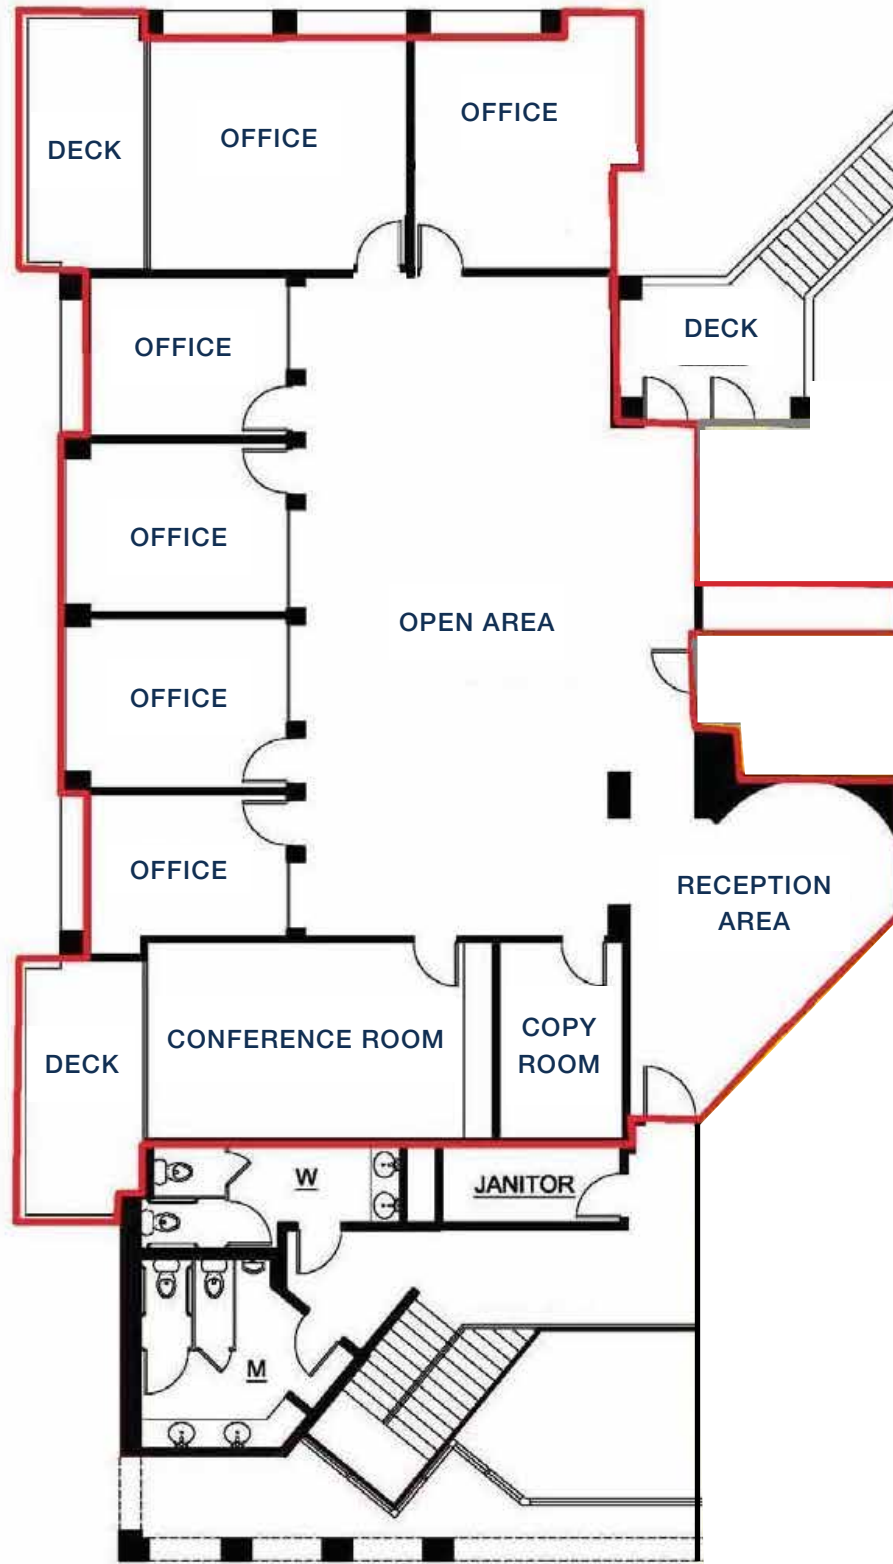 OFFICE
OFFICE
DECK
DECK
OFFICE
OFFICE
OPEN AREA
OFFICE
OFFICE
RECEPTION
AREA
CONFERENCE ROOM
COPY
ROOM
DECK
W
JANITOR
M